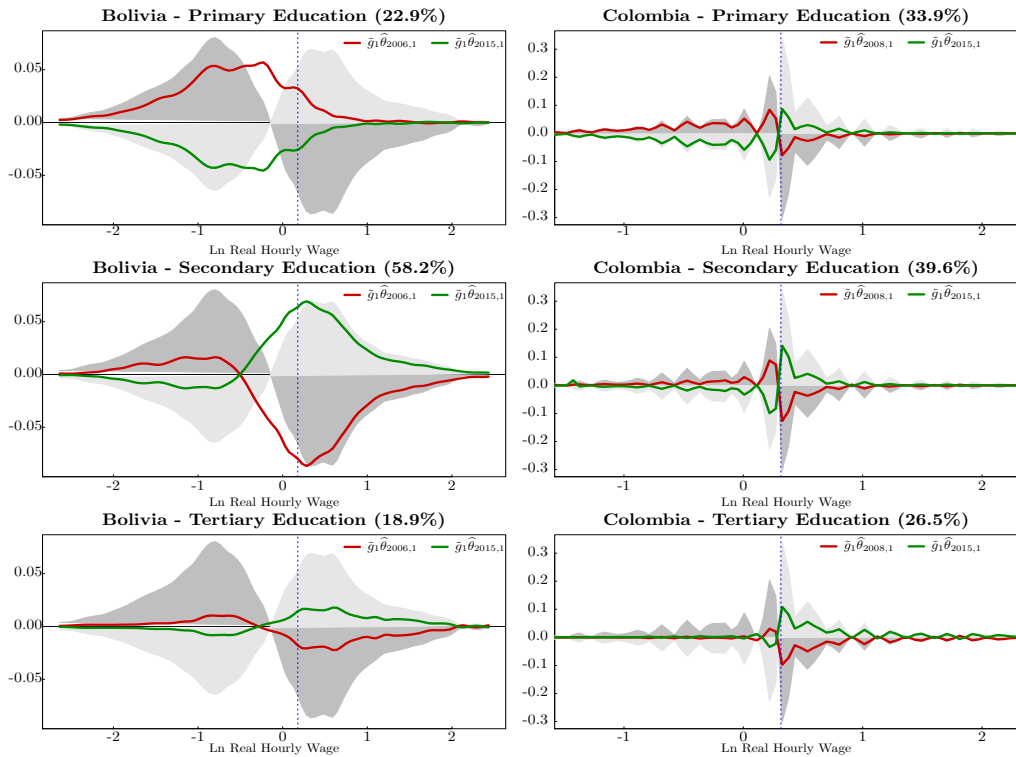 Bolivia - Primary Education (22.9%)
g̃₁θ̂₂₀₀₆,₁ g̃₁θ̂₂₀₁₅,₁
0.05
0.00
-0.05
-2 -1 0 1 2
Ln Real Hourly Wage
Colombia - Primary Education (33.9%)
g̃₁θ̂₂₀₀₈,₁ g̃₁θ̂₂₀₁₅,₁
0.3
0.2
0.1
0.0
-0.1
-0.2
-0.3
-1 0 1 2
Ln Real Hourly Wage
Bolivia - Secondary Education (58.2%)
g̃₁θ̂₂₀₀₆,₁ g̃₁θ̂₂₀₁₅,₁
0.05
0.00
-0.05
-2 -1 0 1 2
Ln Real Hourly Wage
Colombia - Secondary Education (39.6%)
g̃₁θ̂₂₀₀₈,₁ g̃₁θ̂₂₀₁₅,₁
0.3
0.2
0.1
0.0
-0.1
-0.2
-0.3
-1 0 1 2
Ln Real Hourly Wage
Bolivia - Tertiary Education (18.9%)
g̃₁θ̂₂₀₀₆,₁ g̃₁θ̂₂₀₁₅,₁
0.05
0.00
-0.05
-2 -1 0 1 2
Ln Real Hourly Wage
Colombia - Tertiary Education (26.5%)
g̃₁θ̂₂₀₀₈,₁ g̃₁θ̂₂₀₁₅,₁
0.3
0.2
0.1
0.0
-0.1
-0.2
-0.3
-1 0 1 2
Ln Real Hourly Wage